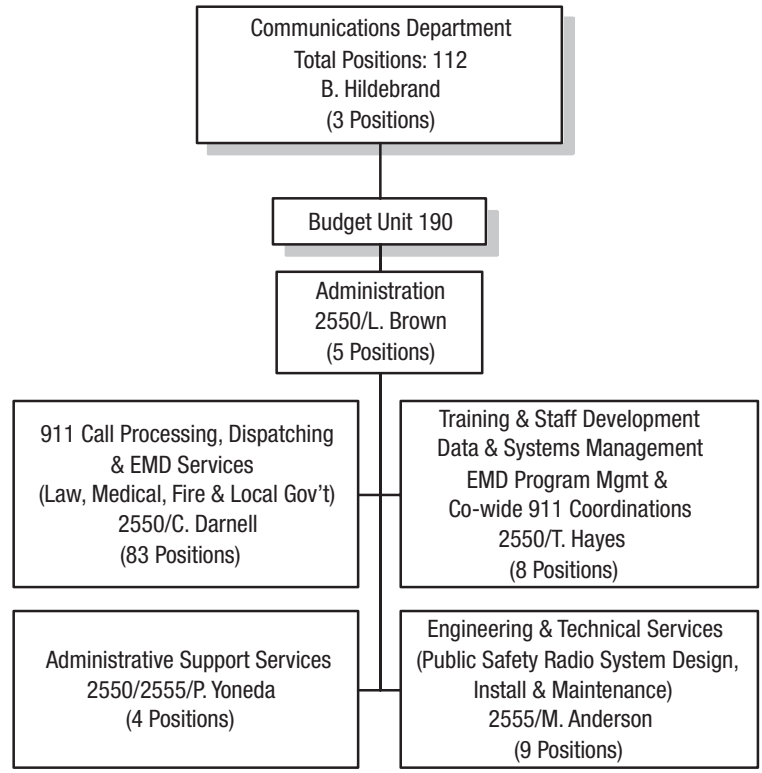 Communications Department
Total Positions: 112
B. Hildebrand
(3 Positions)
Budget Unit 190
Administration
2550/L. Brown
(5 Positions)
911 Call Processing, Dispatching
& EMD Services
(Law, Medical, Fire & Local Gov’t)
2550/C. Darnell
(83 Positions)
Training & Staff Development
Data & Systems Management
EMD Program Mgmt &
Co-wide 911 Coordinations
2550/T. Hayes
(8 Positions)
Administrative Support Services
2550/2555/P. Yoneda
(4 Positions)
Engineering & Technical Services
(Public Safety Radio System Design,
Install & Maintenance)
2555/M. Anderson
(9 Positions)